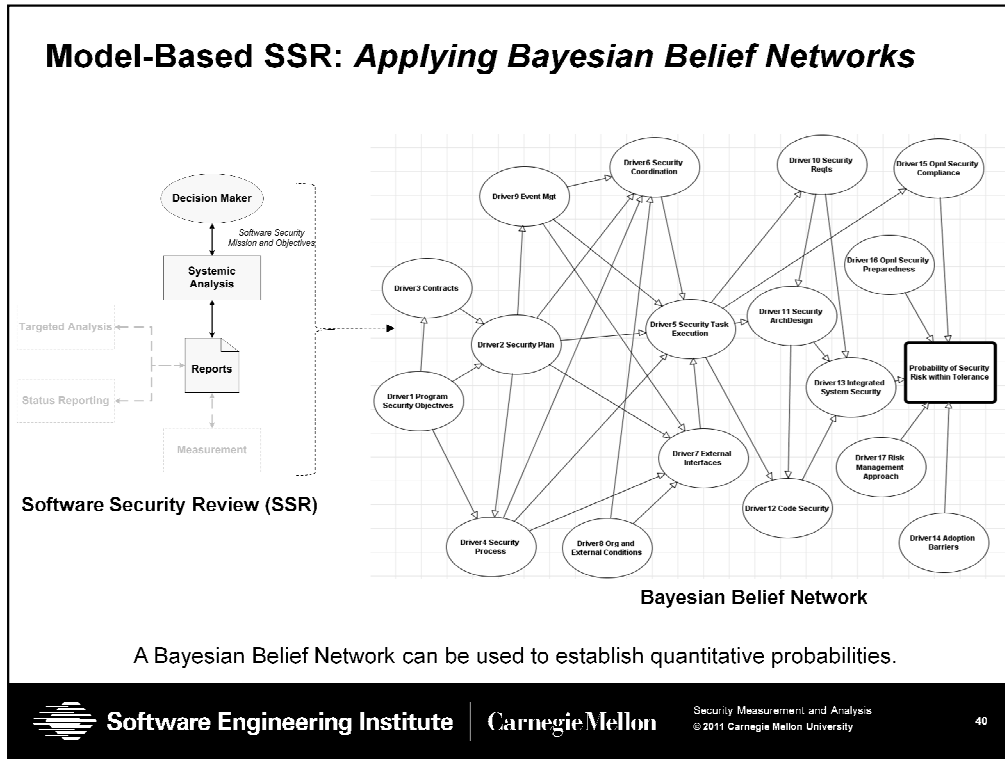 Model-Based SSR: Applying Bayesian Belief Networks
Decision Maker
Software Security
Mission and Objectives
Systemic
Analysis
Targeted Analysis
Reports
Status Reporting
Measurement
Software Security Review (SSR)
Driver6 Security
Coordination
Driver10 Security
Reqts
Driver15 Opnl Security
Compliance
Driver9 Event Mgt
Driver16 Opnl Security
Preparedness
Driver3 Contracts
Driver11 Security
ArchDesign
Driver5 Security Task
Execution
Driver2 Security Plan
Probability of Security
Risk within Tolerance
Driver13 Integrated
System Security
Driver1 Program
Security Objectives
Driver7 External
Interfaces
Driver17 Risk
Management
Approach
Driver12 Code Security
Driver4 Security
Process
Driver8 Org and
External Conditions
Driver14 Adoption
Barriers
Bayesian Belief Network
A Bayesian Belief Network can be used to establish quantitative probabilities.
Software Engineering Institute
Carnegie Mellon
Security Measurement and Analysis
© 2011 Carnegie Mellon University
40